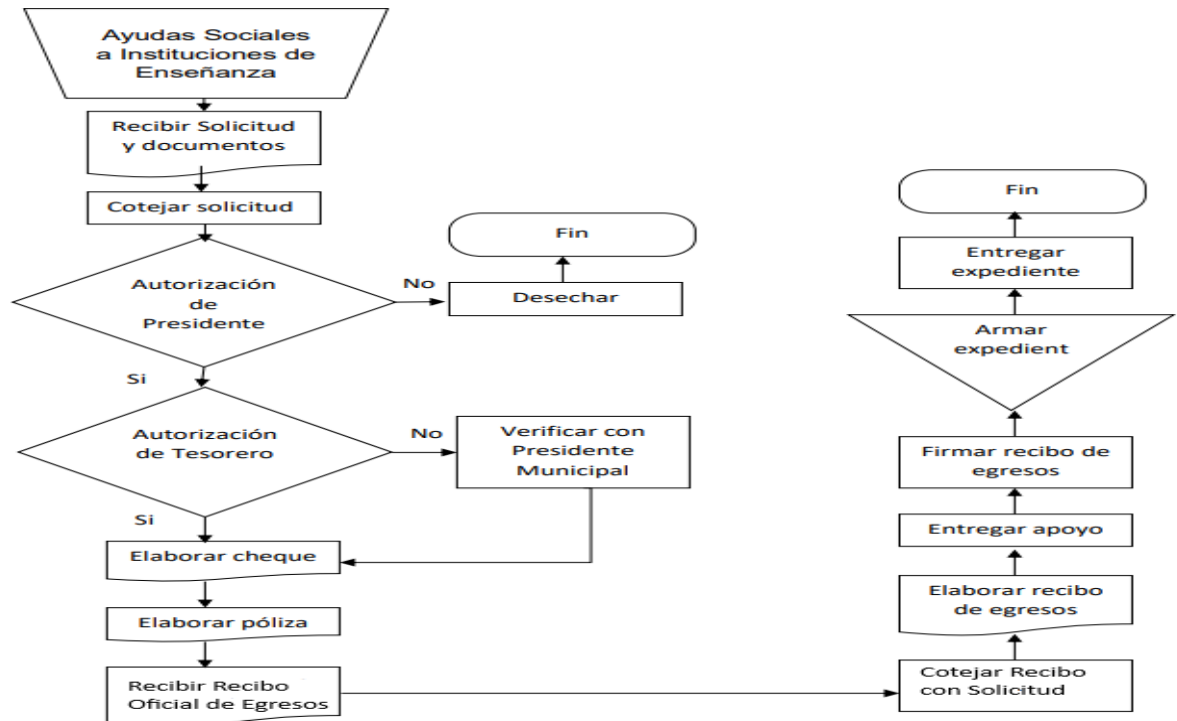 Ayudas Sociales
a Instituciones de
Enseñanza
Recibir Solicitud
y documentos
Cotejar solicitud
Autorización
de
Presidente
No
Desechar
Fin
Si
Autorización
de Tesorero
No
Verificar con
Presidente
Municipal
Si
Elaborar cheque
Elaborar póliza
Recibir Recibo
Oficial de Egresos
Cotejar Recibo
con Solicitud
Elaborar recibo
de egresos
Entregar apoyo
Firmar recibo de
egresos
Armar
expedient
Entregar
expediente
Fin